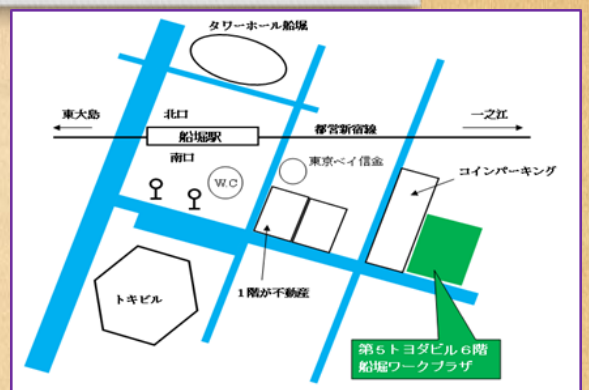 タワーホール船堀
東大島
北口
一之江
船堀駅
都営新宿線
南口
東京ベイ信金
W.C
コインパーキング
トキビル
1階が不動産
第5トヨダビル6階
船堀ワークプラザ